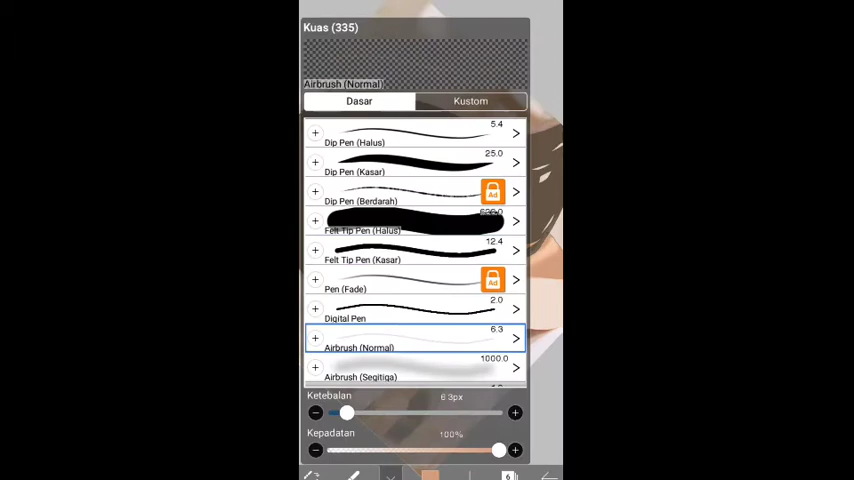 Kuas (335)
Airbrush (Normal)
Dasar
Kustom
5.4
Dip Pen (Halus)
25.0
Dip Pen (Kasar)
Ad
Dip Pen (Berdarah)
Felt Tip Pen (Halus)
12.4
Felt Tip Pen (Kasar)
Ad
Pen (Fade)
2.0
Digital Pen
6.3
Airbrush (Normal)
1000.0
Airbrush (Segitiga)
Ketebalan
6.3px
Kepadatan
100%